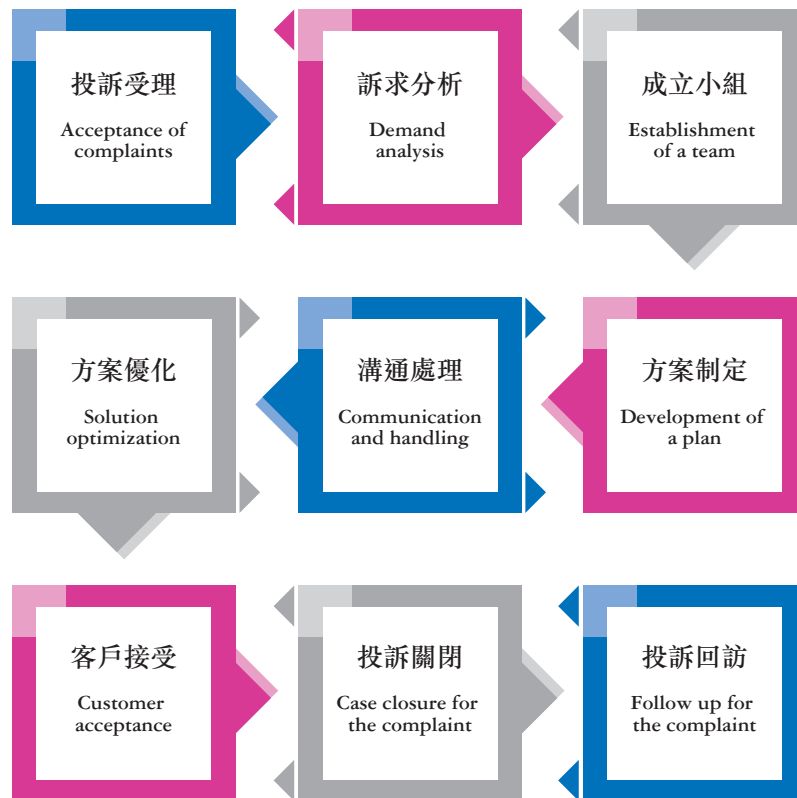 投訴受理
Acceptance of
complaints
訴求分析
Demand
analysis
成立小組
Establishment
of a team
方案優化
Solution
optimization
溝通處理
Communication
and handling
方案制定
Development of
a plan
客戶接受
Customer
acceptance
投訴關閉
Case closure for
the complaint
投訴回訪
Follow up for
the complaint